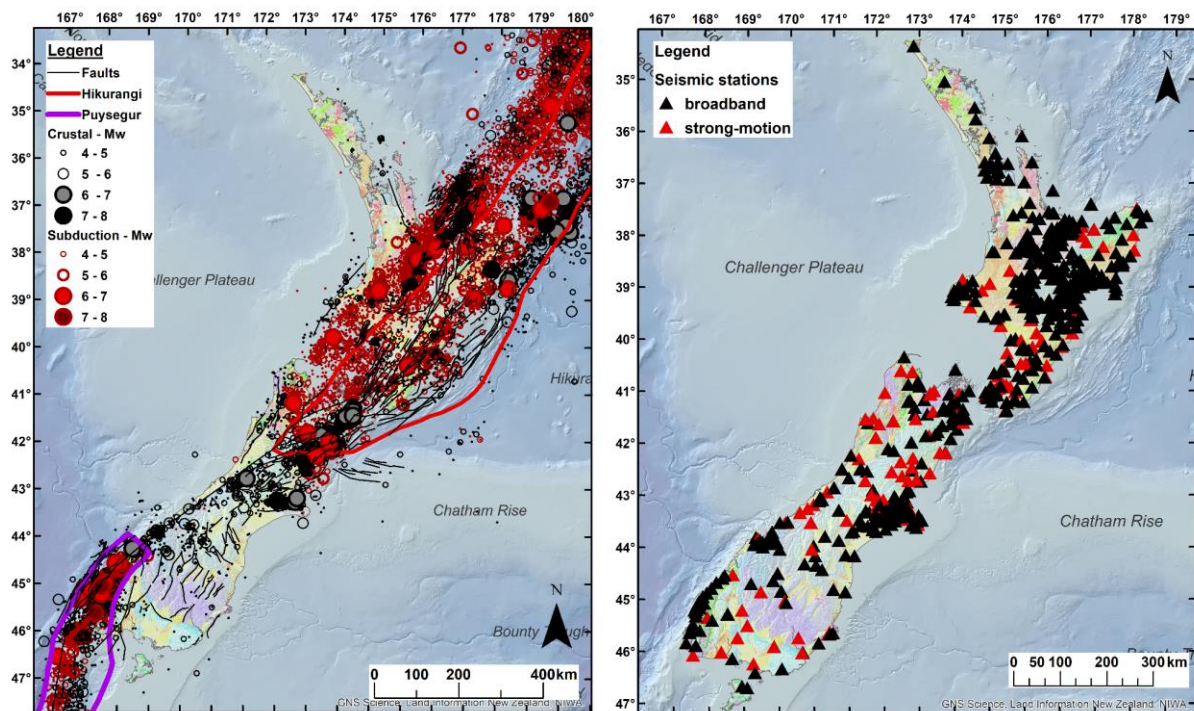 167° 168° 169° 170° 171° 172° 173° 174° 175° 176° 177° 178° 179° 180°
Legend
Faults
Hikurangi
Puysegur
Crustal - Mw
4 - 5
5 - 6
6 - 7
7 - 8
Subduction - Mw
4 - 5
5 - 6
6 - 7
7 - 8
34°
35°
36°
37°
38°
39°
40°
41°
42°
43°
44°
45°
46°
47°
allenger Plateau
Hikura
Chatham Rise
Bounty Trough
N
0 100 200 400 km
GNS Science, Land Information New Zealand, NIWA
167° 168° 169° 170° 171° 172° 173° 174° 175° 176° 177° 178° 179°
Legend
Seismic stations
broadband
strong-motion
N
35°
36°
37°
38°
39°
40°
41°
42°
43°
44°
45°
46°
47°
Challenger Plateau
Chatham Rise
0 50 100 200 300 km
GNS Science, Land Information New Zealand, NIWA